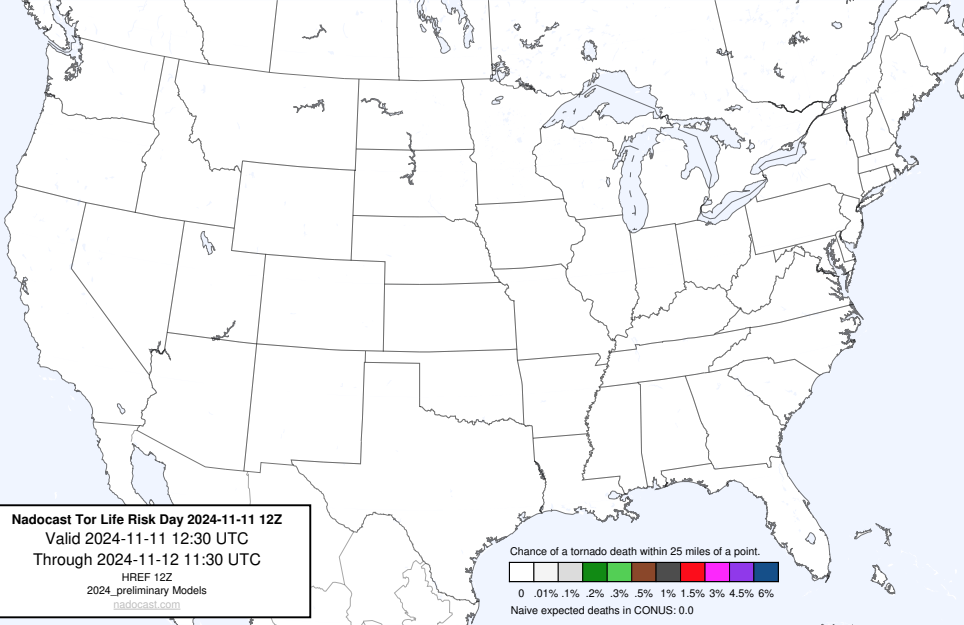 Nadocast Tor Life Risk Day 2024-11-11 12Z
Valid 2024-11-11 12:30 UTC
Through 2024-11-12 11:30 UTC
HREF 12Z
2024_preliminary Models
nadocast.com
Chance of a tornado death within 25 miles of a point.
0 .01% .1% .2% .3% .5% 1% 1.5% 3% 4.5% 6%
Naive expected deaths in CONUS: 0.0